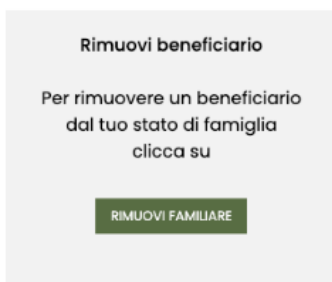 Rimuovi beneficiario
Per rimuovere un beneficiario
dal tuo stato di famiglia
clicca su
RIMUOVI FAMILIARE